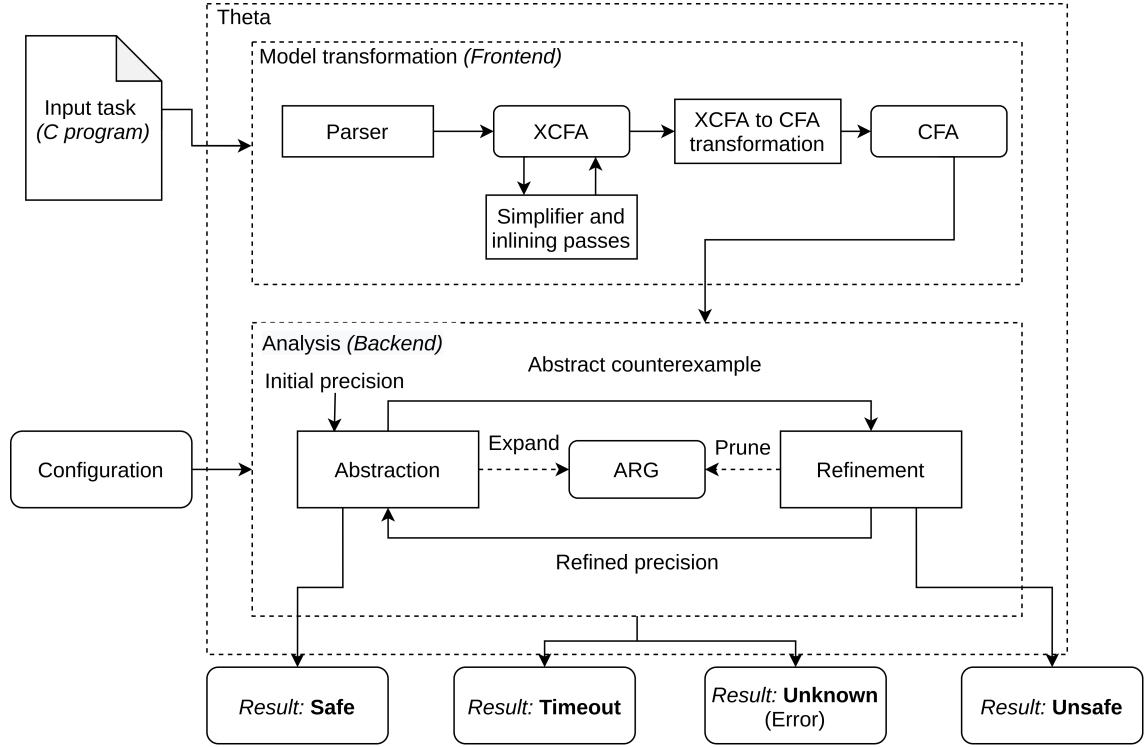 Theta
Model transformation (Frontend)
Input task
(C program)
Parser
XCFA
XCFA to CFA
transformation
CFA
Simplifier and
inlining passes
Analysis (Backend)
Abstract counterexample
Initial precision
Configuration
Abstraction
Expand
ARG
Prune
Refinement
Refined precision
Result: Safe
Result: Timeout
Result: Unknown
(Error)
Result: Unsafe